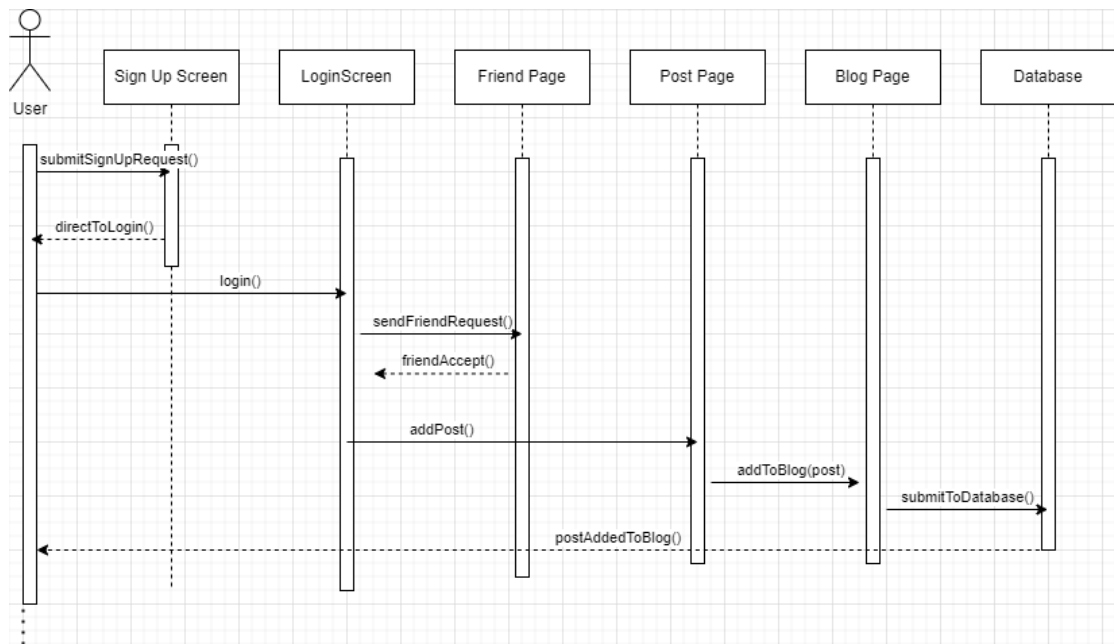 User
Sign Up Screen
LoginScreen
Friend Page
Post Page
Blog Page
Database
submitSignUpRequest()
directToLogin()
login()
sendFriendRequest()
friendAccept()
addPost()
addToBlog(post)
submitToDatabase()
postAddedToBlog()